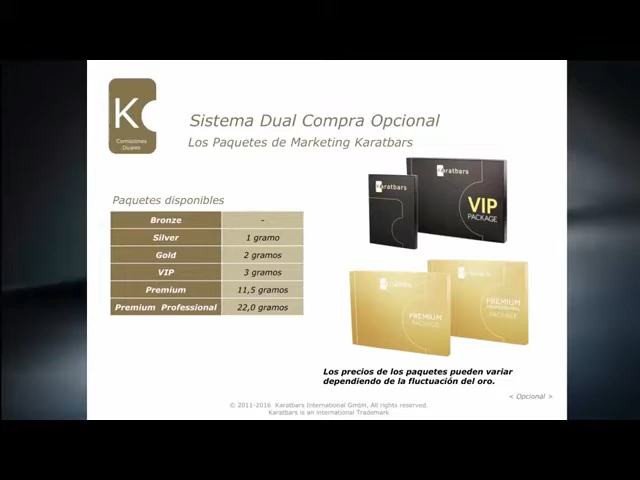 K
Comisiones
Duales
Sistema Dual Compra Opcional
Los Paquetes de Marketing Karatbars
Paquetes disponibles
Bronze -
Silver 1 gramo
Gold 2 gramos
VIP 3 gramos
Premium 11,5 gramos
Premium Professional 22,0 gramos
karatbars
karatbars
VIP
PACKAGE
PREMIUM
PACKAGE
PREMIUM
PROFESSIONAL
PACKAGE
Los precios de los paquetes pueden variar
dependiendo de la fluctuación del oro.
< Opcional >
© 2011-2016 Karatbars International GmbH, All rights reserved.
Karatbars is an international Trademark